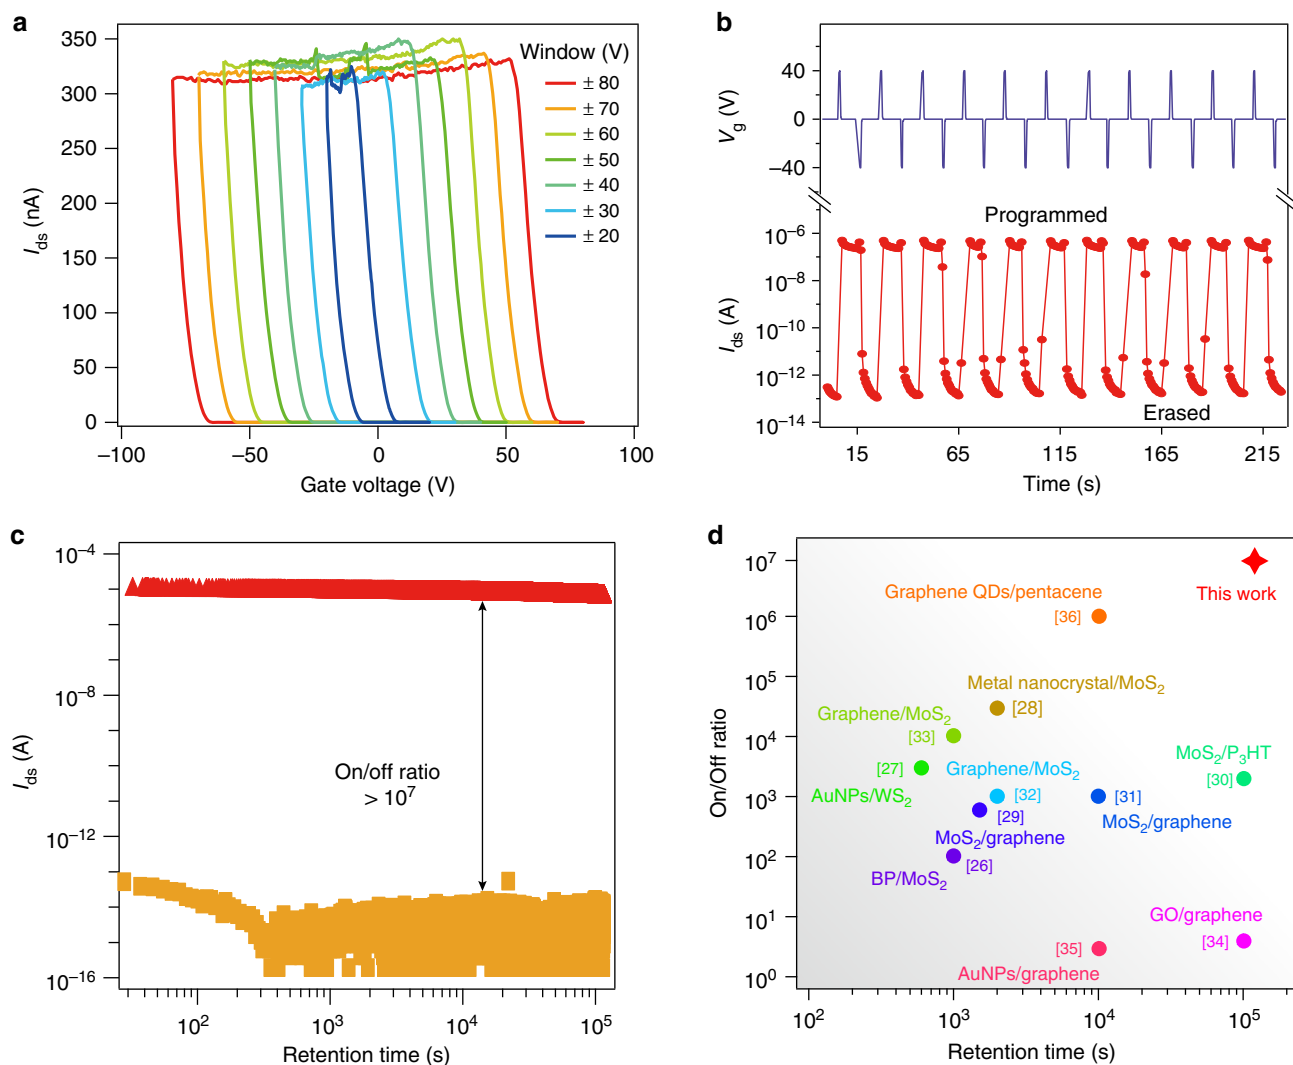 a
350
300
250
200
150
100
50
0
I_ds (nA)
−100
−50
0
50
100
Gate voltage (V)
Window (V)
± 80
± 70
± 60
± 50
± 40
± 30
± 20
b
40
0
−40
V_g (V)
Programmed
10⁻⁶
10⁻⁸
10⁻¹⁰
10⁻¹²
10⁻¹⁴
I_ds (A)
Erased
15
65
115
165
215
Time (s)
c
10⁻⁴
10⁻⁸
10⁻¹²
10⁻¹⁶
I_ds (A)
On/off ratio
> 10⁷
10²
10³
10⁴
10⁵
Retention time (s)
d
10⁷
10⁶
10⁵
10⁴
10³
10²
10¹
10⁰
On/Off ratio
This work
Graphene QDs/pentacene
[36]
Metal nanocrystal/MoS₂
[28]
Graphene/MoS₂
[33]
[27]
AuNPs/WS₂
Graphene/MoS₂
[32]
[29]
MoS₂/graphene
[26]
BP/MoS₂
[31]
MoS₂/graphene
MoS₂/P₃HT
[30]
GO/graphene
[34]
[35]
AuNPs/graphene
10²
10³
10⁴
10⁵
Retention time (s)